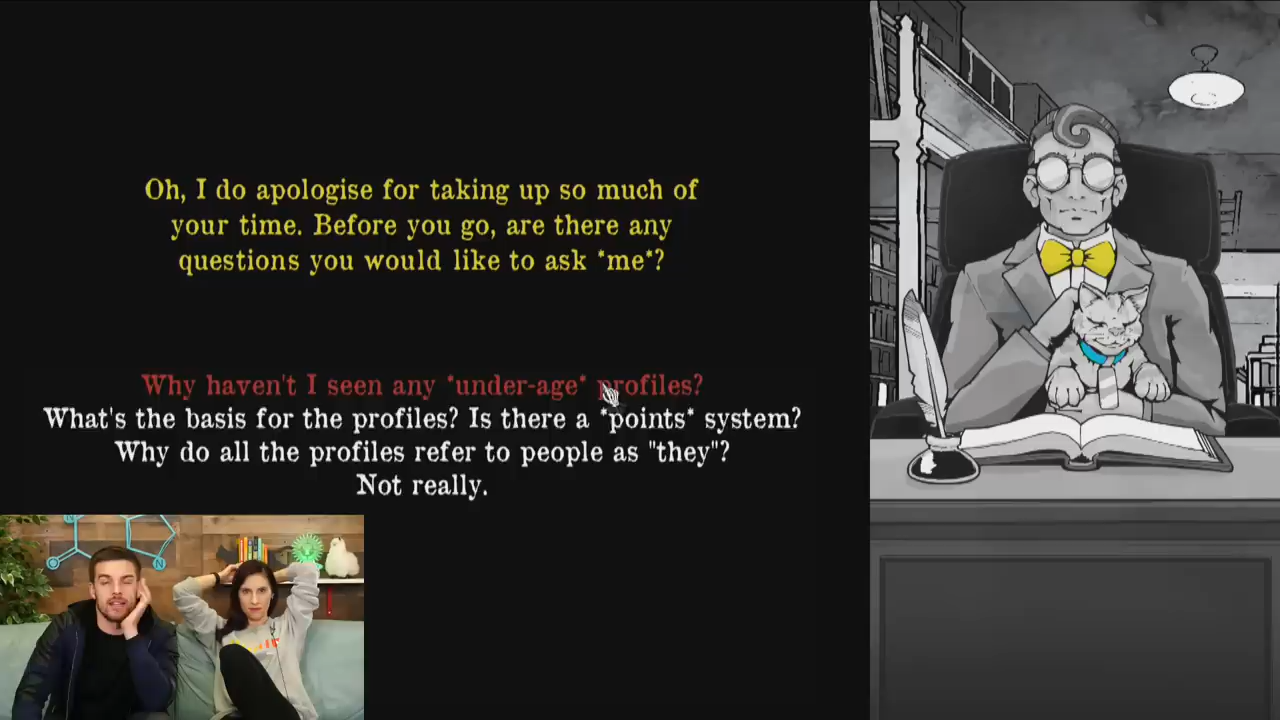 Oh, I do apologise for taking up so much of
your time. Before you go, are there any
questions you would like to ask *me*?
Why haven't I seen any *under-age* profiles?
What's the basis for the profiles? Is there a *points* system?
Why do all the profiles refer to people as "they"?
Not really.
N
N